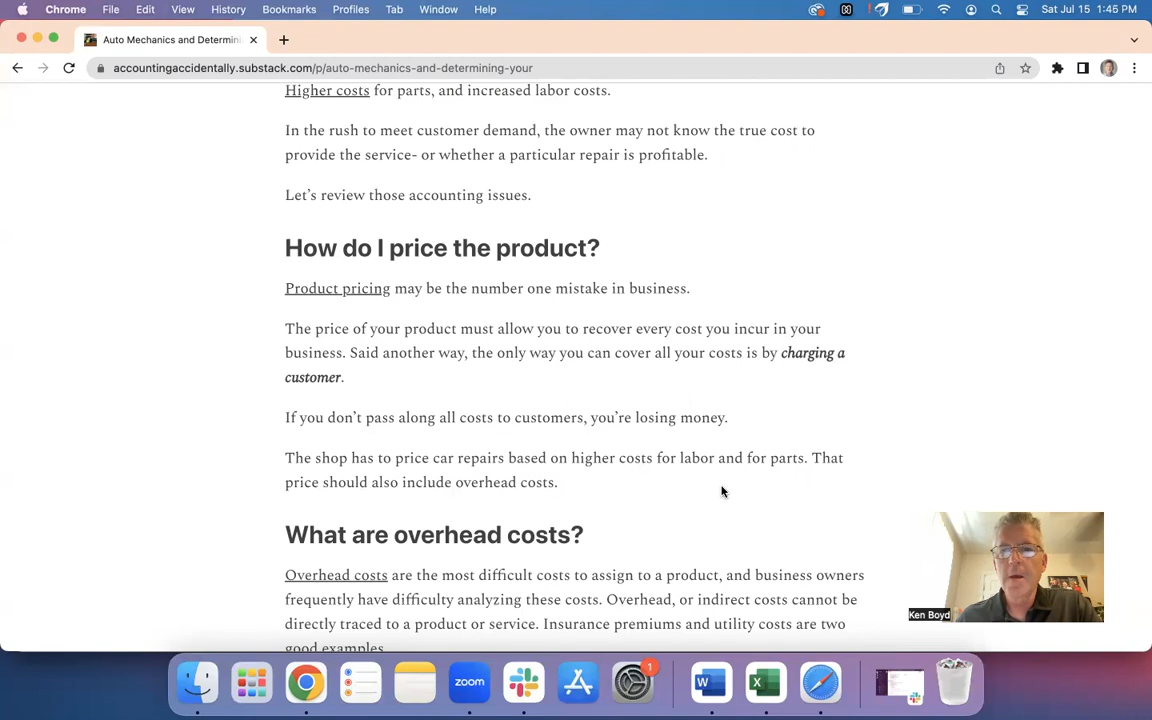 Chrome File Edit View History Bookmarks Profiles Tab Window Help Sat Jul 15 1:45 PM
Auto Mechanics and Determin
accountingaccidentally.substack.com/p/auto-mechanics-and-determining-your
Higher costs for parts, and increased labor costs.
In the rush to meet customer demand, the owner may not know the true cost to
provide the service- or whether a particular repair is profitable.
Let’s review those accounting issues.
How do I price the product?
Product pricing may be the number one mistake in business.
The price of your product must allow you to recover every cost you incur in your
business. Said another way, the only way you can cover all your costs is by charging a
customer.
If you don’t pass along all costs to customers, you’re losing money.
The shop has to price car repairs based on higher costs for labor and for parts. That
price should also include overhead costs.
What are overhead costs?
Overhead costs are the most difficult costs to assign to a product, and business owners
frequently have difficulty analyzing these costs. Overhead, or indirect costs cannot be
directly traced to a product or service. Insurance premiums and utility costs are two
good examples.
Ken Boyd
zoom
1
W
X